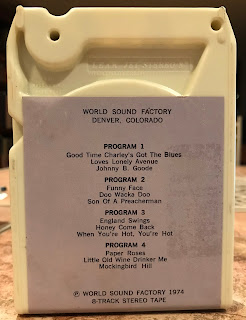 WORLD SOUND FACTORY
DENVER, COLORADO
PROGRAM 1
Good Time Charley's Got The Blues
Loves Lonely Avenue
Johnny B. Goode
PROGRAM 2
Funny Face
Doo Wacka Doo
Son Of A Preacherman
PROGRAM 3
England Swings
Honey Come Back
When You're Hot, You're Hot
PROGRAM 4
Paper Roses
Little Old Wine Drinker Me
Mockingbird Hill
Ⓟ WORLD SOUND FACTORY 1974
8-TRACK STEREO TAPE